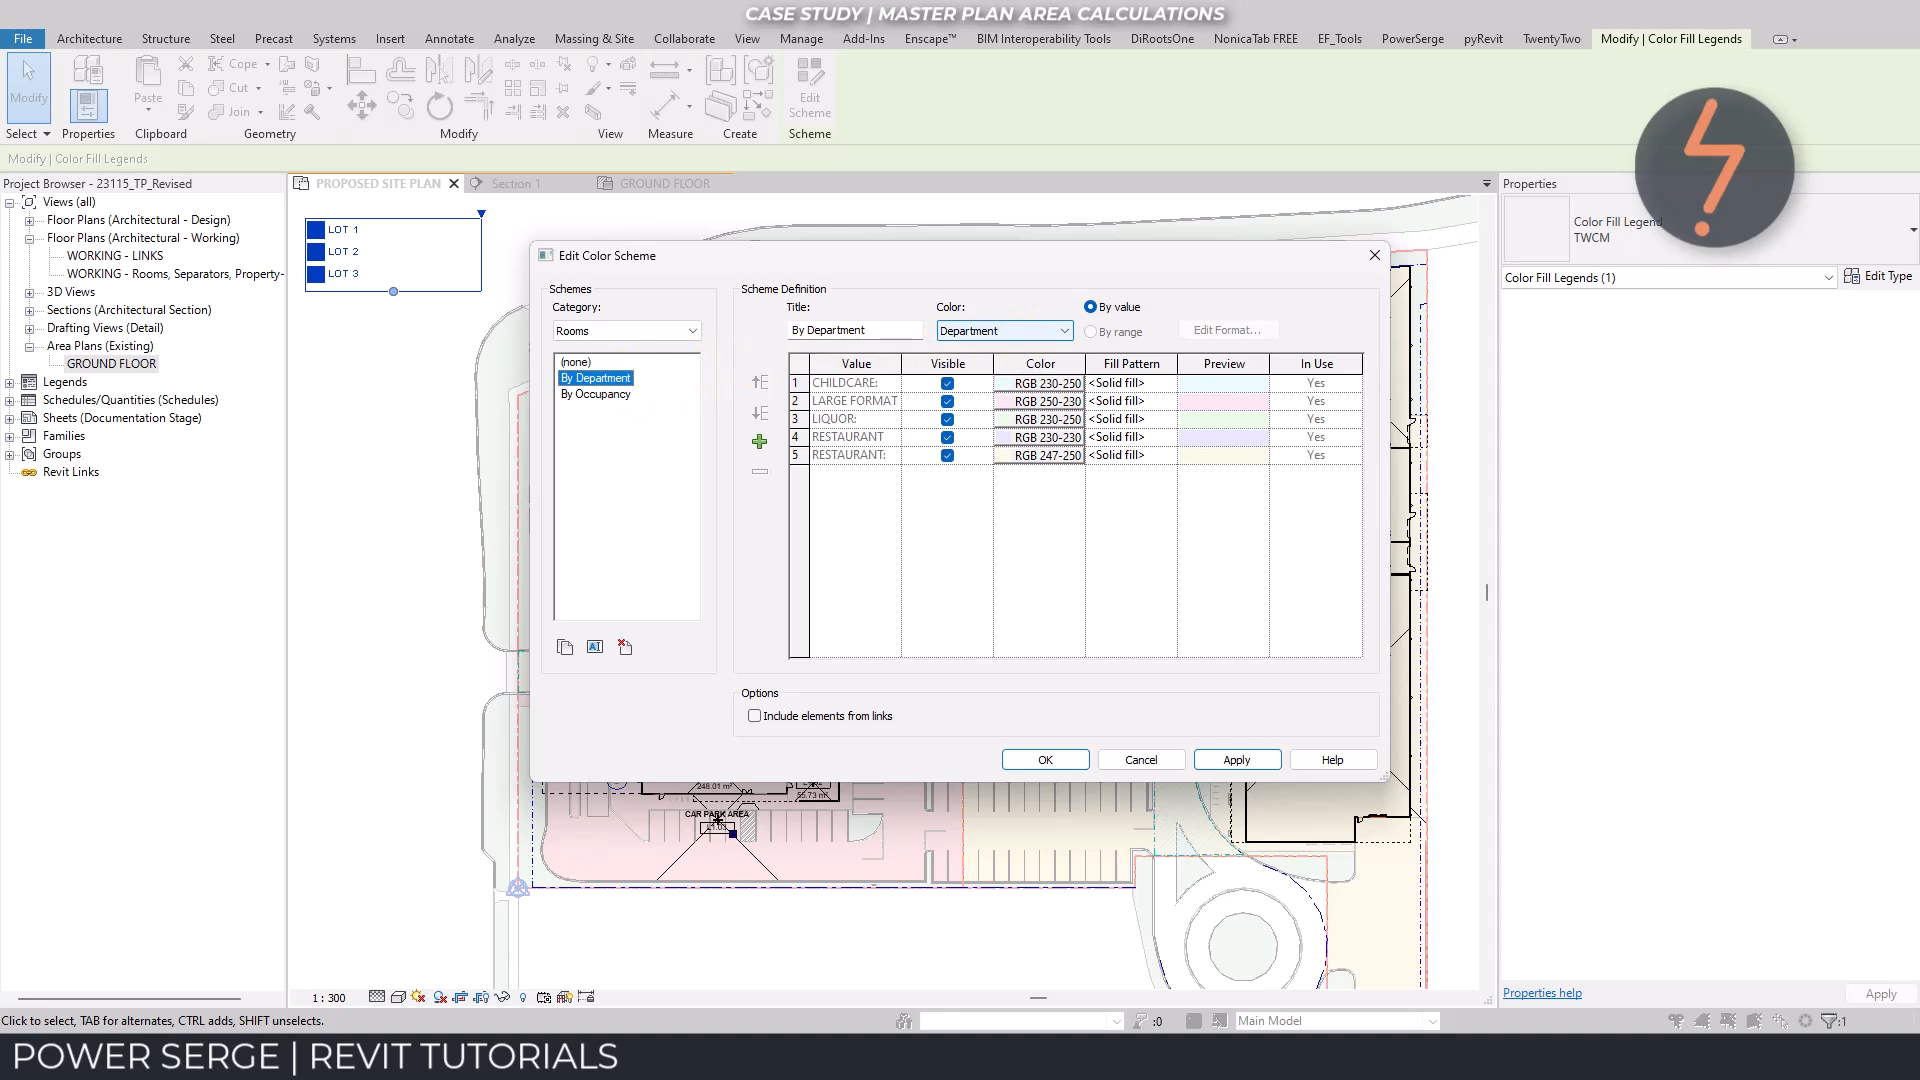 CASE STUDY | MASTER PLAN AREA CALCULATIONS
File Architecture Structure Steel Precast Systems Insert Annotate Analyze Massing & Site Collaborate View Manage Add-Ins Enscape™ BIM Interoperability Tools DiRootsOne NonicaTab FREE EF_Tools PowerSerge pyRevit TwentyTwo Modify | Color Fill Legends
Modify Paste Cope Cut Join Edit Scheme
Select Properties Clipboard Geometry Modify View Measure Create Scheme
Modify | Color Fill Legends
Project Browser - 23115_TP_Revised
Views (all)
Floor Plans (Architectural - Design)
Floor Plans (Architectural - Working)
WORKING - LINKS
WORKING - Rooms, Separators, Property-
3D Views
Sections (Architectural Section)
Drafting Views (Detail)
Area Plans (Existing)
GROUND FLOOR
Legends
Schedules/Quantities (Schedules)
Sheets (Documentation Stage)
Families
Groups
Revit Links
PROPOSED SITE PLAN Section 1 GROUND FLOOR
LOT 1
LOT 2
LOT 3
Edit Color Scheme
Schemes
Category:
Rooms
(none)
By Department
By Occupancy
Scheme Definition
Title: Color: By value
By Department Department By range Edit Format...
Value Visible Color Fill Pattern Preview In Use
1 CHILDCARE: RGB 230-250 <Solid fill> Yes
2 LARGE FORMAT RGB 250-230 <Solid fill> Yes
3 LIQUOR: RGB 230-250 <Solid fill> Yes
4 RESTAURANT RGB 230-230 <Solid fill> Yes
5 RESTAURANT: RGB 247-250 <Solid fill> Yes
Options
Include elements from links
OK Cancel Apply Help
248.01 m²
55.73 m²
CAR PARK AREA
Properties
Color Fill Legend
TWCM
Color Fill Legends (1) Edit Type
Properties help Apply
1 : 300
Click to select, TAB for alternates, CTRL adds, SHIFT unselects. :0 Main Model :1
POWER SERGE | REVIT TUTORIALS